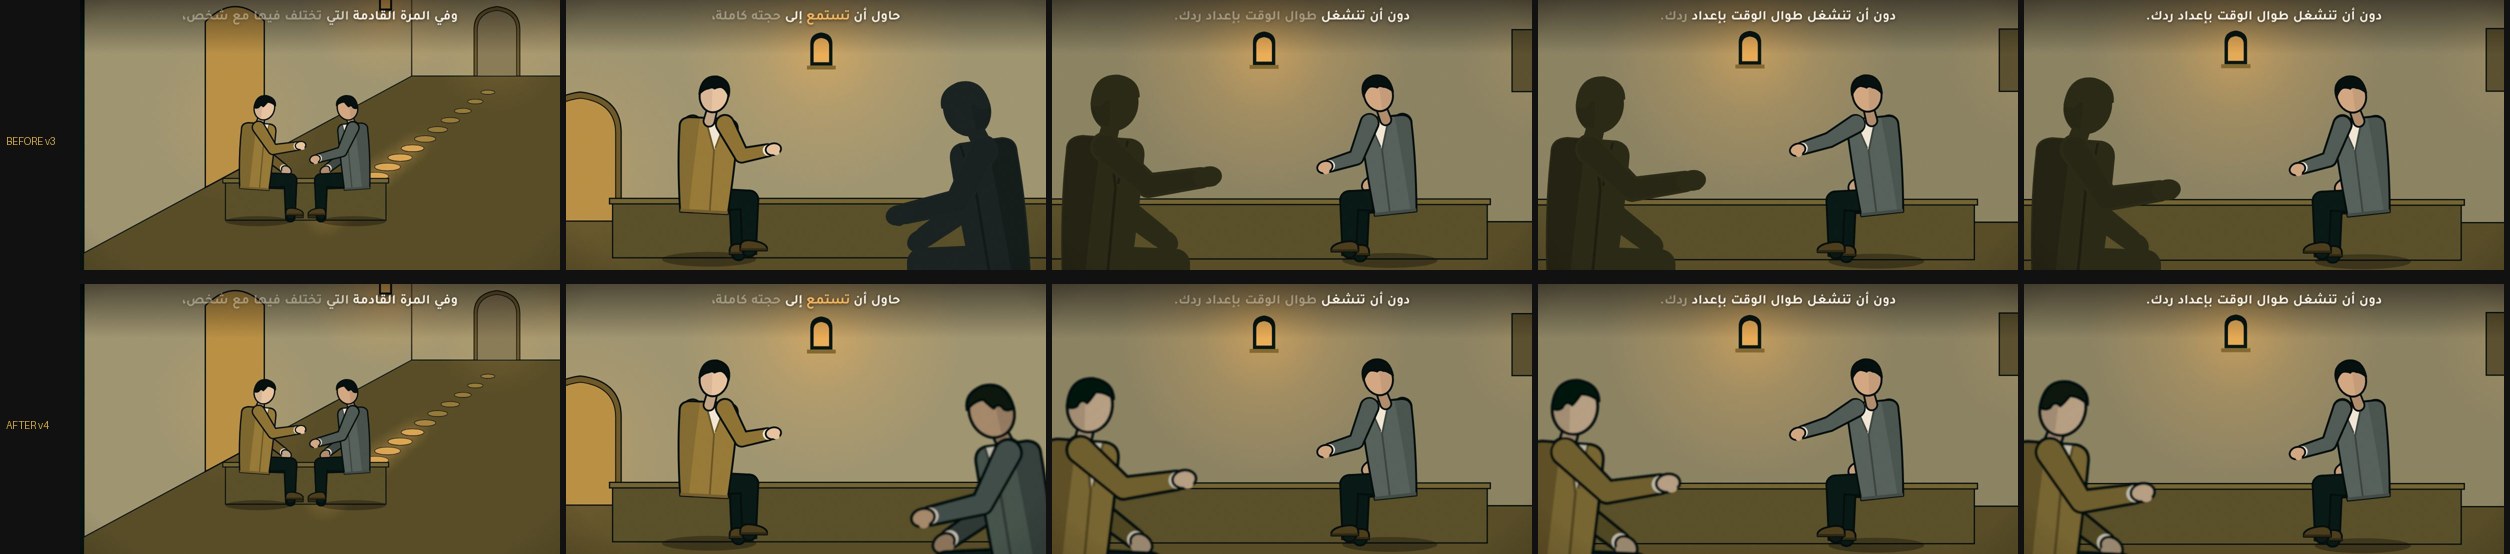 BEFORE v3
وفي المرة القادمة التي تختلف فيها مع شخص،
حاول أن تستمع إلى حجته كاملة،
دون أن تنشغل طوال الوقت بإعداد ردك.
دون أن تنشغل طوال الوقت بإعداد ردك.
دون أن تنشغل طوال الوقت بإعداد ردك.
AFTER v4
وفي المرة القادمة التي تختلف فيها مع شخص،
حاول أن تستمع إلى حجته كاملة،
دون أن تنشغل طوال الوقت بإعداد ردك.
دون أن تنشغل طوال الوقت بإعداد ردك.
دون أن تنشغل طوال الوقت بإعداد ردك.